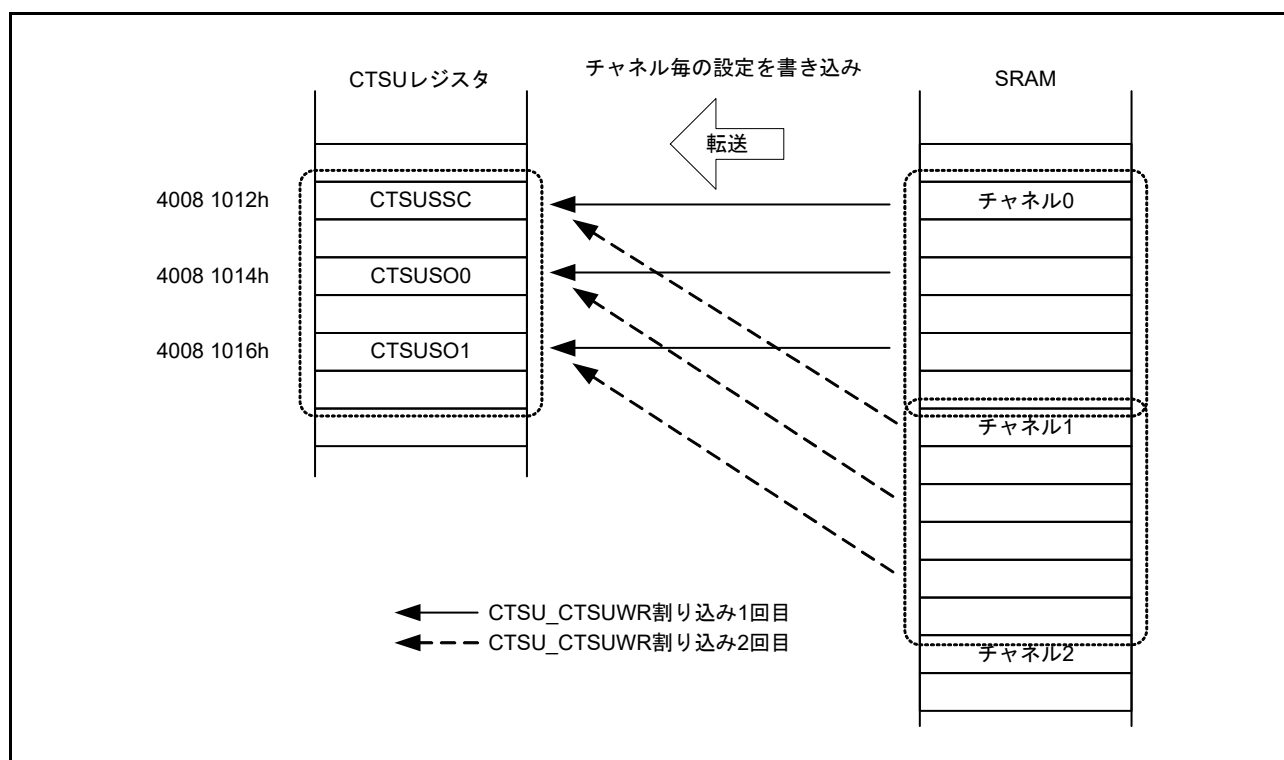 チャネル毎の設定を書き込み
CTSUレジスタ
SRAM
転送
4008 1012h
CTSUSSC
チャネル0
4008 1014h
CTSUSO0
4008 1016h
CTSUSO1
チャネル1
CTSU_CTSUWR割り込み1回目
CTSU_CTSUWR割り込み2回目
チャネル2